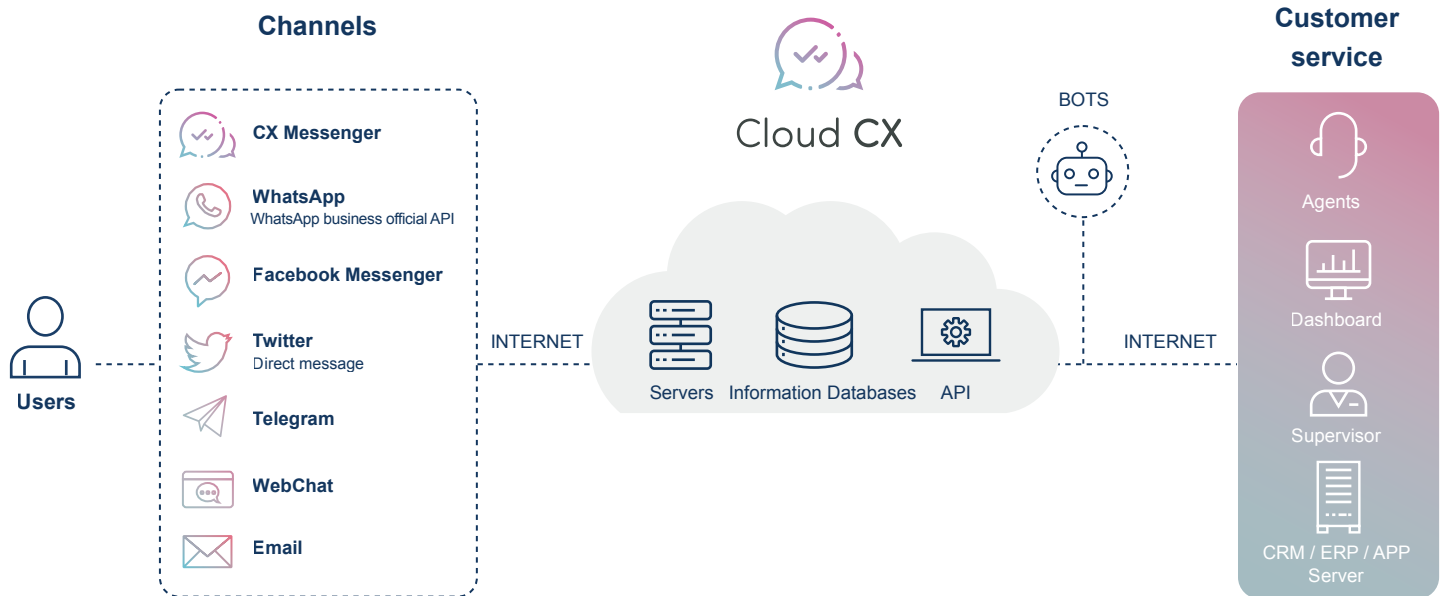 Channels
CX Messenger
WhatsApp
WhatsApp business official API
Facebook Messenger
Twitter
Direct message
Telegram
WebChat
Email
Users
INTERNET
Cloud CX
Servers
Information Databases
API
BOTS
INTERNET
Customer
service
Agents
Dashboard
Supervisor
CRM / ERP / APP
Server